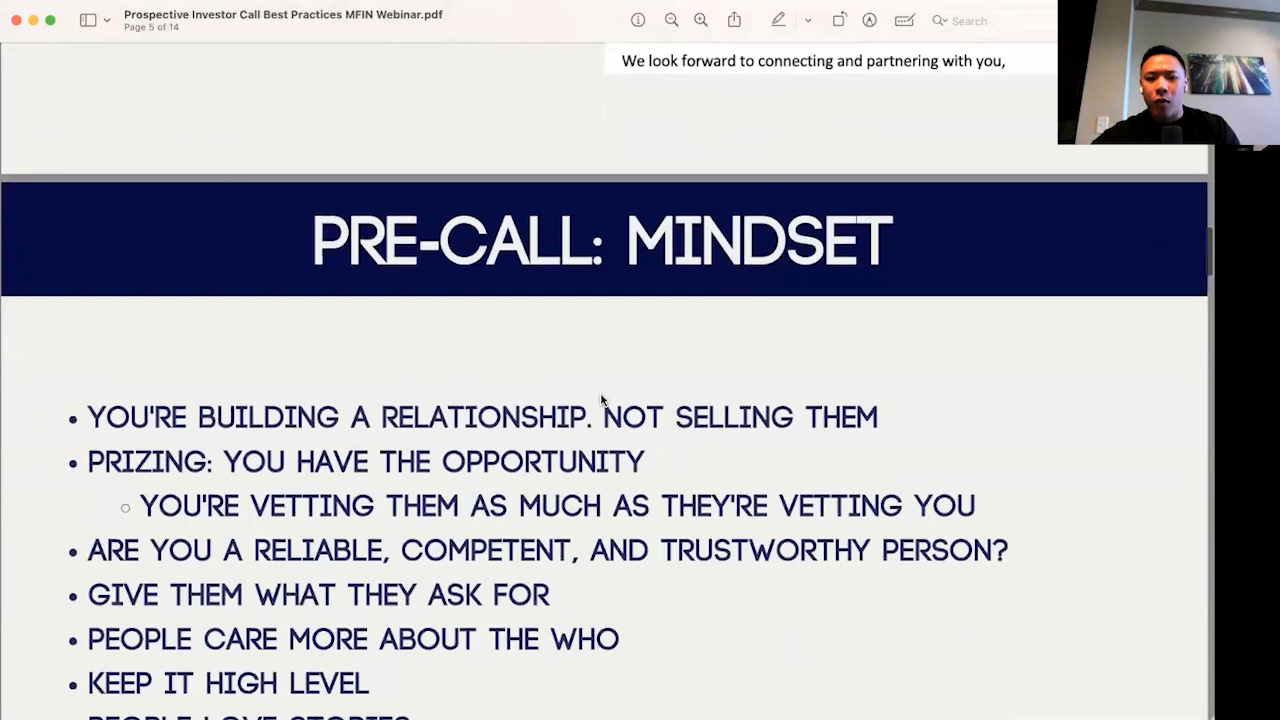 Prospective Investor Call Best Practices MFIN Webinar.pdf
Page 5 of 14
Search
We look forward to connecting and partnering with you,
PRE-CALL: MINDSET
• YOU'RE BUILDING A RELATIONSHIP. NOT SELLING THEM
• PRIZING: YOU HAVE THE OPPORTUNITY
○ YOU'RE VETTING THEM AS MUCH AS THEY'RE VETTING YOU
• ARE YOU A RELIABLE, COMPETENT, AND TRUSTWORTHY PERSON?
• GIVE THEM WHAT THEY ASK FOR
• PEOPLE CARE MORE ABOUT THE WHO
• KEEP IT HIGH LEVEL
PEOPLE LOVE STORIES